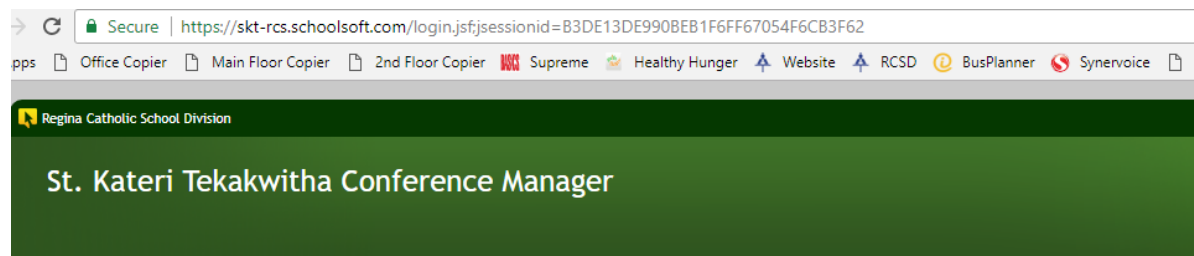 Secure https://skt-rcs.schoolsoft.com/login.jsf;jsessionid=B3DE13DE990BEB1F6FF67054F6CB3F62
pps Office Copier Main Floor Copier 2nd Floor Copier BASICS Supreme Healthy Hunger Website RCSD BusPlanner Synervoice
Regina Catholic School Division
St. Kateri Tekakwitha Conference Manager